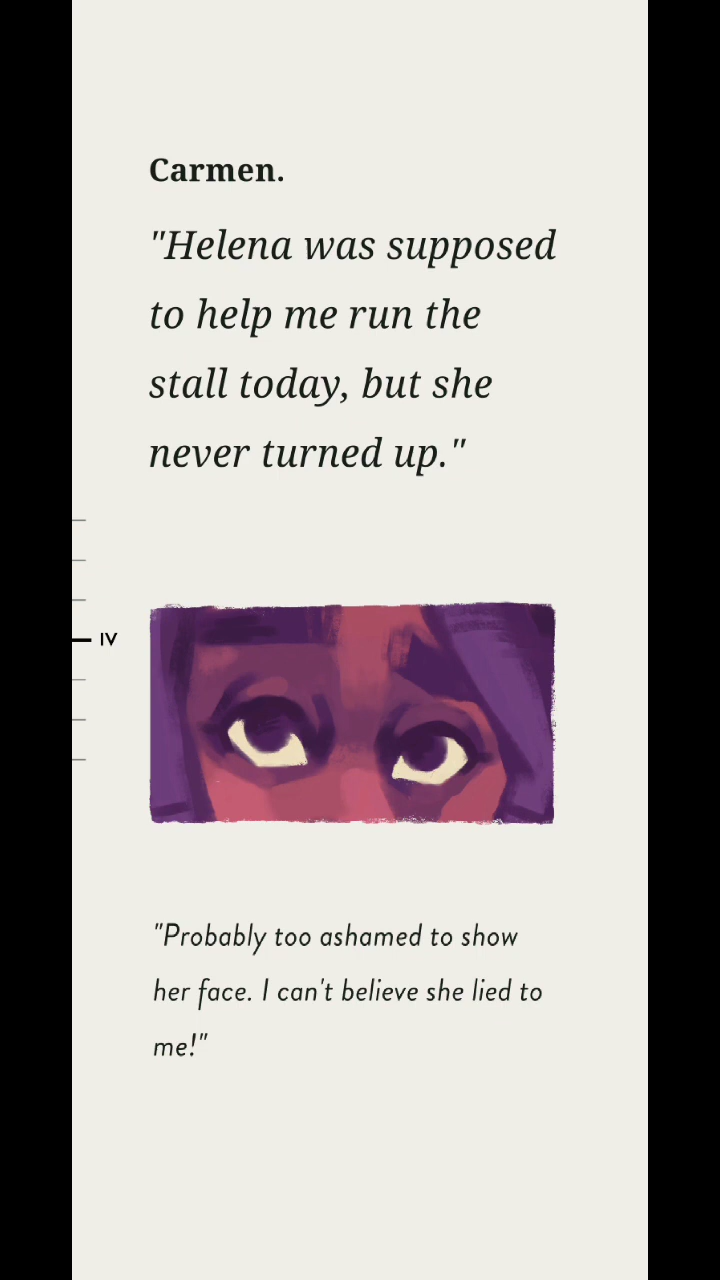 Carmen.
"Helena was supposed
to help me run the
stall today, but she
never turned up."
IV
"Probably too ashamed to show
her face. I can't believe she lied to
me!"